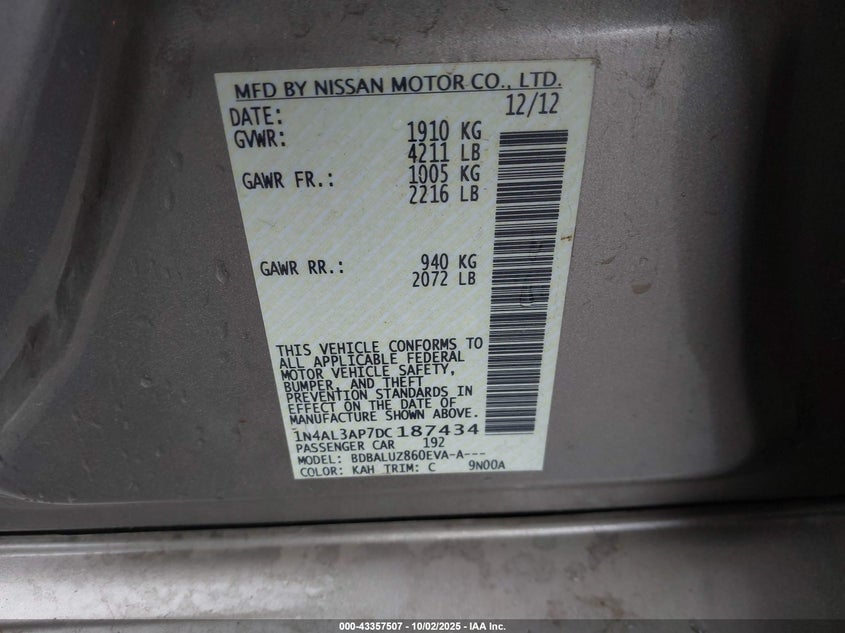 MFD BY NISSAN MOTOR CO., LTD.
DATE: 12/12
GVWR: 1910 KG
4211 LB
GAWR FR.: 1005 KG
2216 LB
GAWR RR.: 940 KG
2072 LB
THIS VEHICLE CONFORMS TO
ALL APPLICABLE FEDERAL
MOTOR VEHICLE SAFETY,
BUMPER, AND THEFT
PREVENTION STANDARDS IN
EFFECT ON THE DATE OF
MANUFACTURE SHOWN ABOVE.
1N4AL3AP7DC187434
PASSENGER CAR 192
MODEL: BDBALUZ860EVA-A---
COLOR: KAH TRIM: C 9N00A
000-43357507 - 10/02/2025 - IAA Inc.